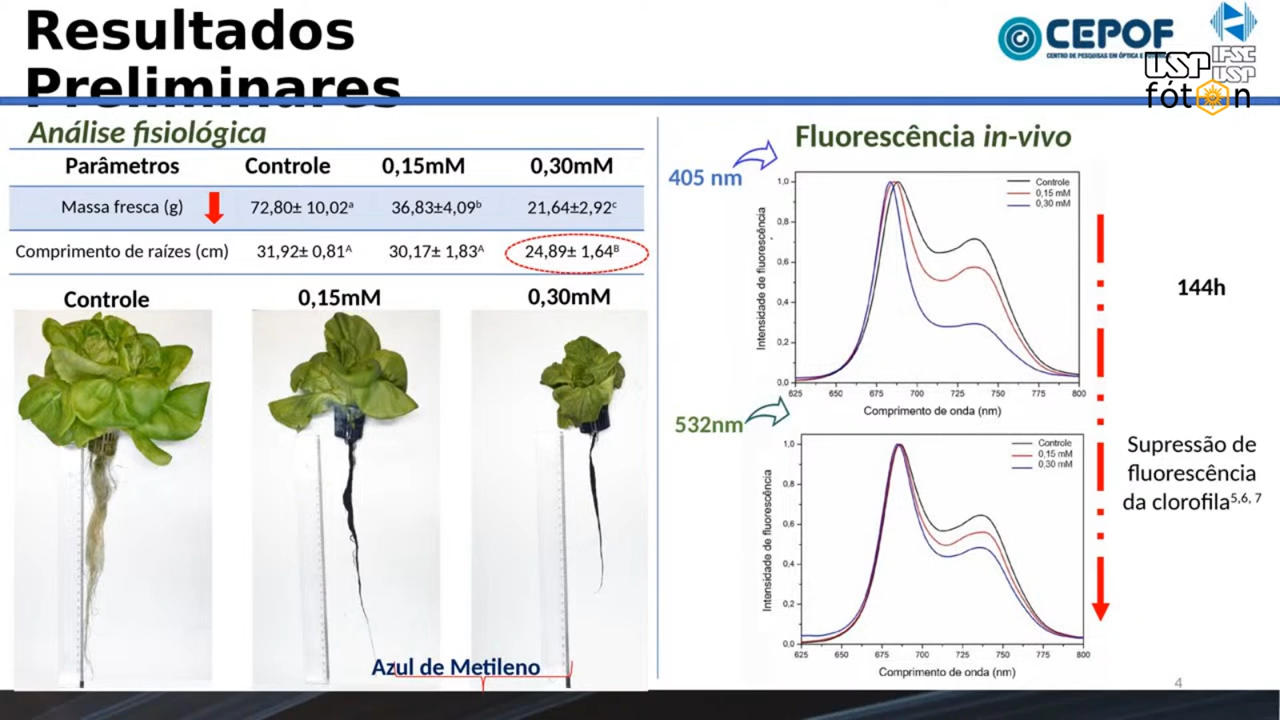 Resultados
Preliminares
CEPOF
CENTRO DE PESQUISAS EM ÓPTICA E FOTÔNICA
IFSC
USP
USP
fóton
Análise fisiológica
Parâmetros Controle 0,15mM 0,30mM
Massa fresca (g) 72,80± 10,02ᵃ 36,83±4,09ᵇ 21,64±2,92ᶜ
Comprimento de raízes (cm) 31,92± 0,81ᴬ 30,17± 1,83ᴬ 24,89± 1,64ᴮ
Controle 0,15mM 0,30mM
Azul de Metileno
Fluorescência in-vivo
405 nm
Intensidade de fluorescência
1,0
0,8
0,6
0,4
0,2
0,0
Controle
0,15 mM
0,30 mM
625 650 675 700 725 750 775 800
Comprimento de onda (nm)
532nm
Intensidade de fluorescência
1,0
0,8
0,6
0,4
0,2
0,0
Controle
0,15 mM
0,30 mM
625 650 675 700 725 750 775 800
Comprimento de onda (nm)
144h
Supressão de
fluorescência
da clorofila⁵,⁶, ⁷
4